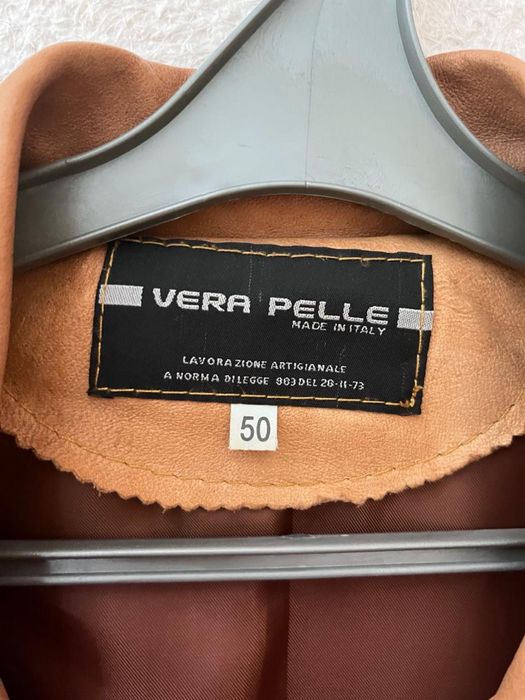 VERA PELLE
MADE IN ITALY
LAVORAZIONE ARTIGIANALE
A NORMA DI LEGGE 883 DEL 26-11-73
50